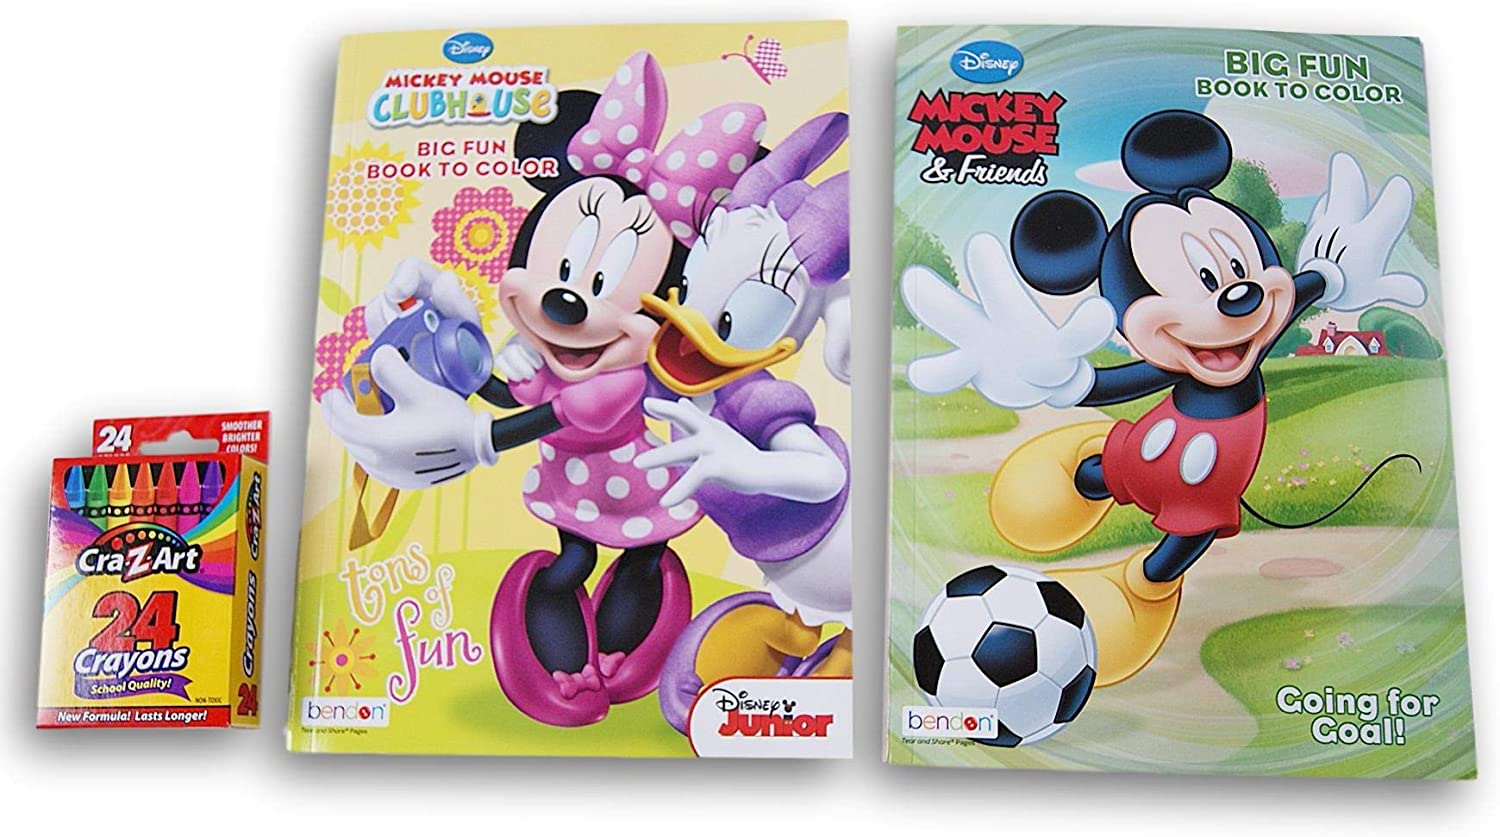 24
SMOOTHER
BRIGHTER
COLORS!
Cra-Z-Art
24
Crayons
School Quality!
NON-TOXIC
New Formula! Lasts Longer!
Cra-Z-Art
Crayons
24
Disney
MICKEY MOUSE
CLUBHOUSE
BIG FUN
BOOK TO COLOR
tons
of
fun
bendon
Tear and Share® Pages
Disney
Junior
Disney
MICKEY
MOUSE
& Friends
BIG FUN
BOOK TO COLOR
bendon
Tear and Share® Pages
Going for
Goal!